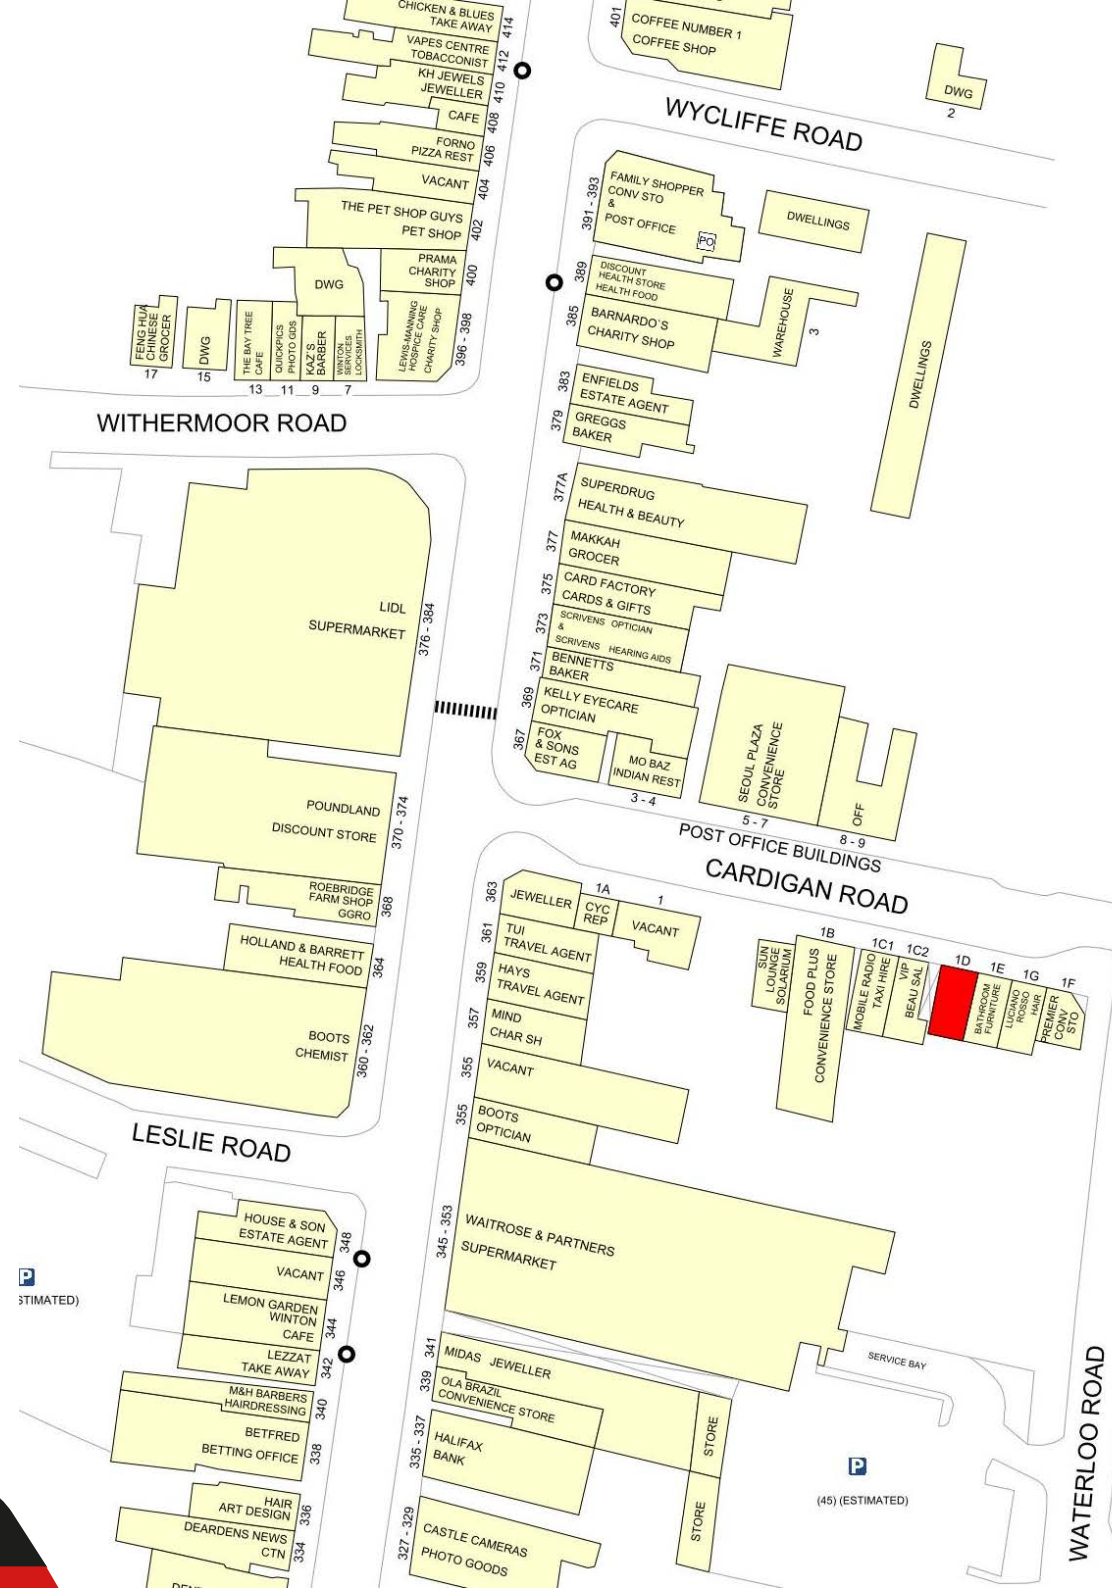 CHICKEN & BLUES
TAKE AWAY
414
VAPES CENTRE
TOBACCONIST
412
KH JEWELS
JEWELLER
410
CAFE
408
FORNO
PIZZA REST
406
VACANT
404
THE PET SHOP GUYS
PET SHOP
402
PRAMA
CHARITY
SHOP
400
DWG
LEWIS-MANNING
HOSPICE CARE
CHARITY SHOP
396 - 398
FENG HUA
CHINESE
GROCER
17
DWG
15
THE BAY TREE
CAFE
13
QUICKPICS
PHOTO GDS
11
KAZ'S
BARBER
9
WINTON
SERVICES
LOCKSMITH
7
401
COFFEE NUMBER 1
COFFEE SHOP
DWG
2
WYCLIFFE ROAD
391 - 393
FAMILY SHOPPER
CONV STO
&
POST OFFICE
PO
DWELLINGS
389
DISCOUNT
HEALTH STORE
HEALTH FOOD
385
BARNARDO'S
CHARITY SHOP
WAREHOUSE
3
DWELLINGS
383
ENFIELDS
ESTATE AGENT
379
GREGGS
BAKER
WITHERMOOR ROAD
377A
SUPERDRUG
HEALTH & BEAUTY
377
MAKKAH
GROCER
375
CARD FACTORY
CARDS & GIFTS
373
SCRIVENS OPTICIAN
&
SCRIVENS HEARING AIDS
371
BENNETTS
BAKER
369
KELLY EYECARE
OPTICIAN
367
FOX
& SONS
EST AG
MO BAZ
INDIAN REST
3 - 4
SEOUL PLAZA
CONVENIENCE
STORE
5 - 7
OFF
8 - 9
POST OFFICE BUILDINGS
CARDIGAN ROAD
LIDL
SUPERMARKET
376 - 384
POUNDLAND
DISCOUNT STORE
370 - 374
ROEBRIDGE
FARM SHOP
GGRO
368
HOLLAND & BARRETT
HEALTH FOOD
364
BOOTS
CHEMIST
360 - 362
LESLIE ROAD
363
JEWELLER
1A
CYC
REP
1
VACANT
361
TUI
TRAVEL AGENT
359
HAYS
TRAVEL AGENT
357
MIND
CHAR SH
355
VACANT
355
BOOTS
OPTICIAN
SUN
LOUNGE
SOLARIUM
1B
FOOD PLUS
CONVENIENCE STORE
1C1
MOBILE RADIO
TAXI HIRE
1C2
VIP
BEAU SAL
1D
1E
BATHROOM
FURNITURE
1G
LUCIANO
ROSSO
HAIR
1F
PREMIER
CONV
STO
345 - 353
WAITROSE & PARTNERS
SUPERMARKET
HOUSE & SON
ESTATE AGENT
348
VACANT
346
LEMON GARDEN
WINTON
CAFE
344
LEZZAT
TAKE AWAY
342
M&H BARBERS
HAIRDRESSING
340
BETFRED
BETTING OFFICE
338
HAIR
ART DESIGN
336
DEARDENS NEWS
CTN
334
P
STIMATED)
341
MIDAS JEWELLER
339
OLA BRAZIL
CONVENIENCE STORE
335 - 337
HALIFAX
BANK
327 - 329
CASTLE CAMERAS
PHOTO GOODS
STORE
STORE
SERVICE BAY
P
(45) (ESTIMATED)
WATERLOO ROAD